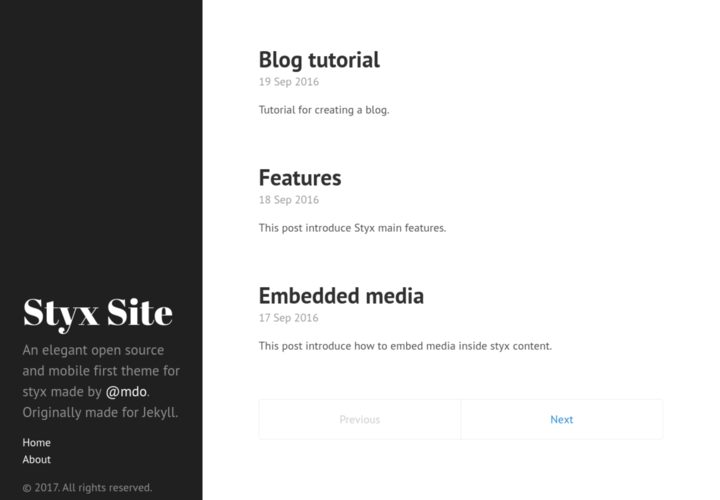 Styx Site
An elegant open source
and mobile first theme for
styx made by @mdo.
Originally made for Jekyll.
Home
About
© 2017. All rights reserved.
Blog tutorial
19 Sep 2016
Tutorial for creating a blog.
Features
18 Sep 2016
This post introduce Styx main features.
Embedded media
17 Sep 2016
This post introduce how to embed media inside styx content.
Previous
Next